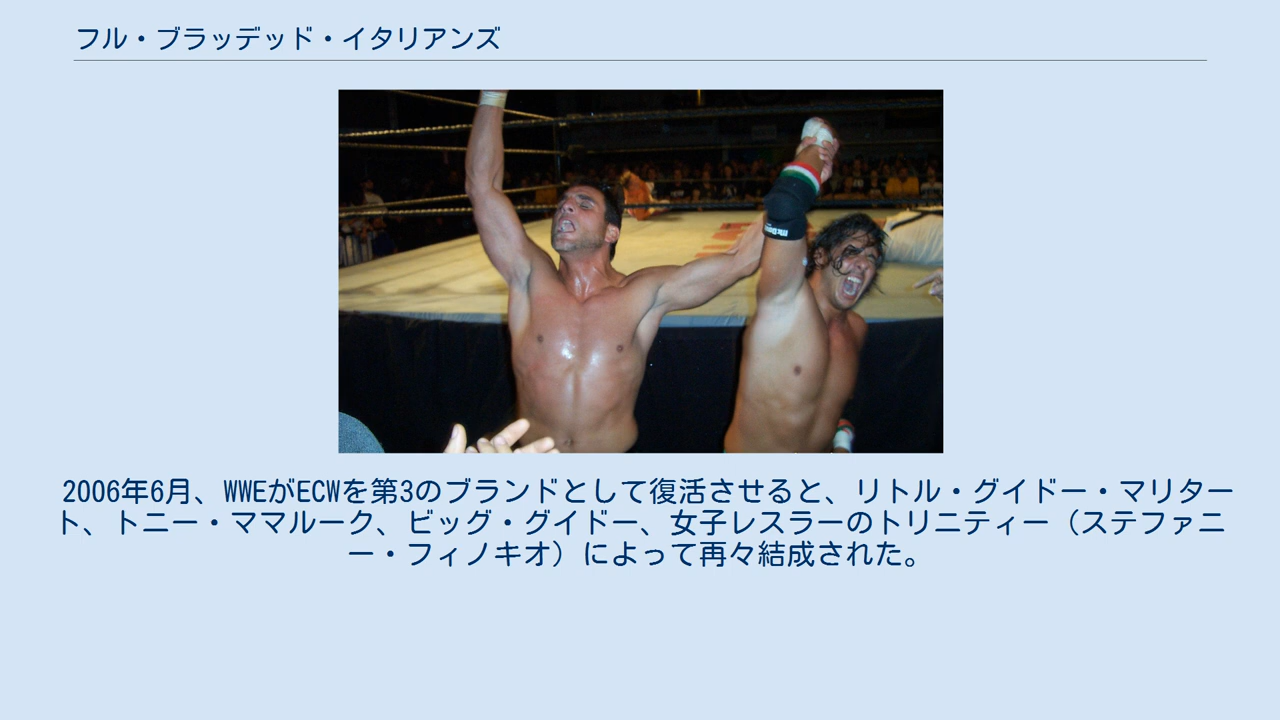 フル・ブラッデッド・イタリアンズ
2006年6月、WWEがECWを第3のブランドとして復活させると、リトル・グイドー・マリター
ト、トニー・ママルーク、ビッグ・グイドー、女子レスラーのトリニティー（ステファニ
ー・フィノキオ）によって再々結成された。